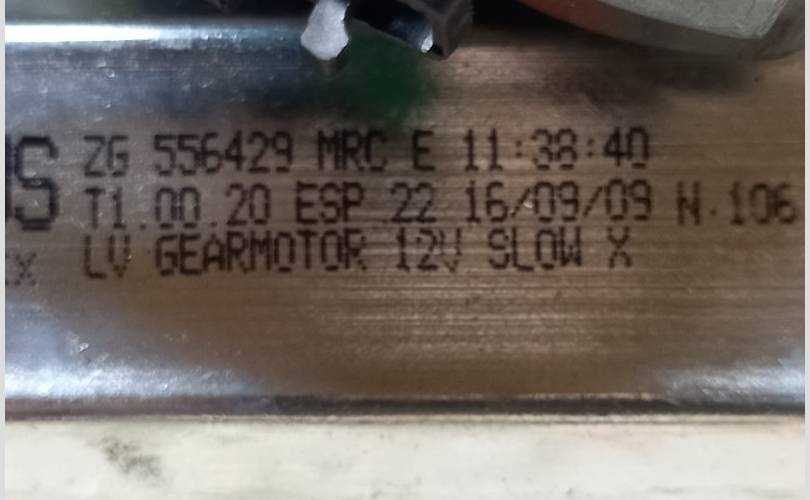 ZG 556429 MRC E 11:38:40
T1.00.20 ESP 22 16/09/09 N.106
LV GEARMOTOR 12V SLOW X